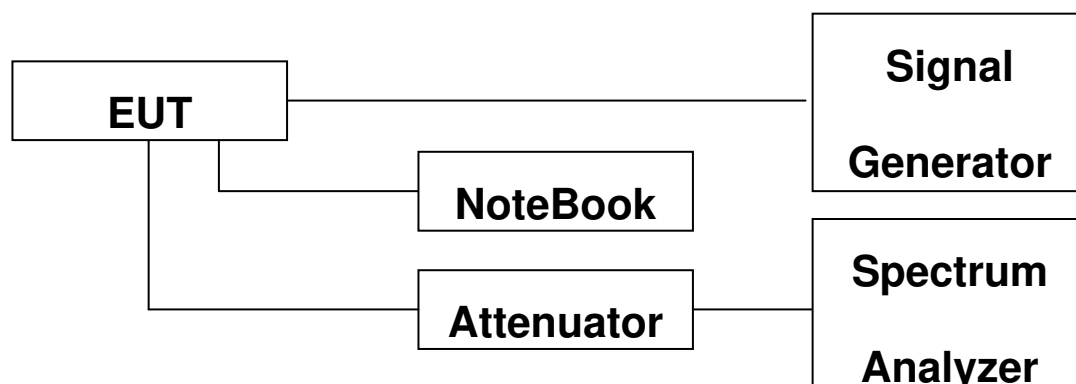 EUT
Signal
Generator
NoteBook
Attenuator
Spectrum
Analyzer